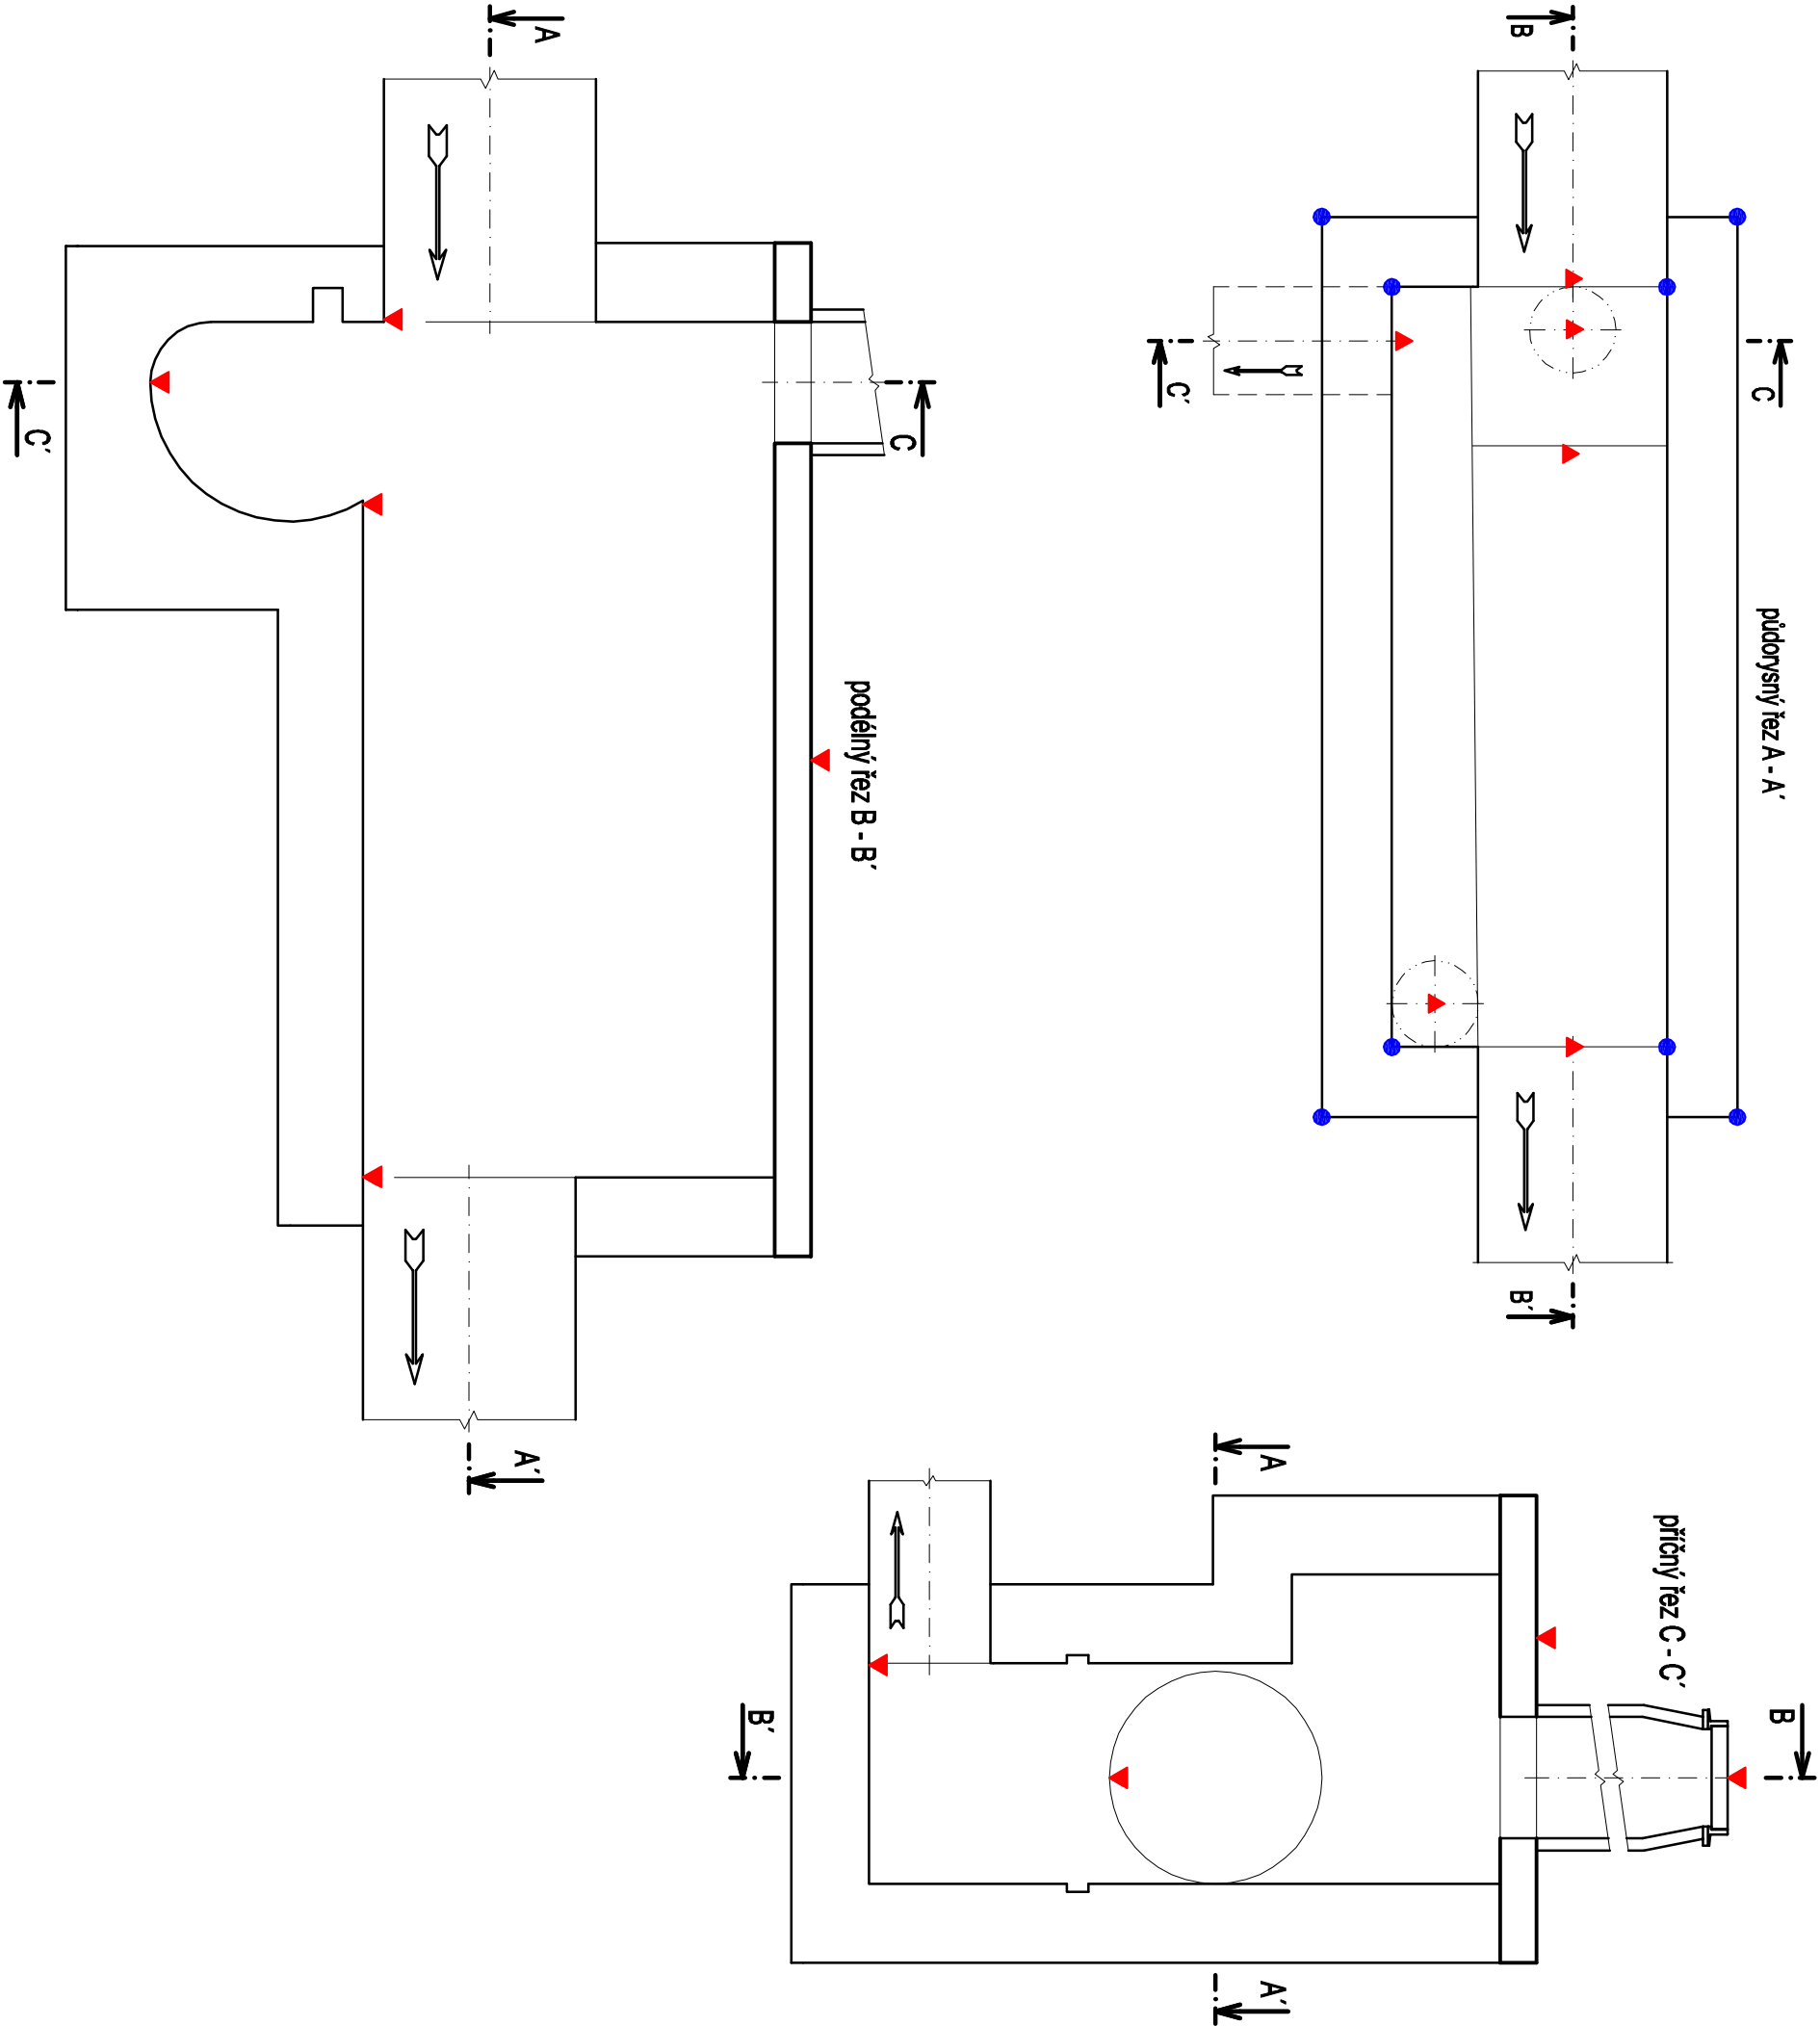 podélný řez B - B´
A
A´
C
C´
příčný řez C - C´
B
B´
A
A´
půdorysný řez A - A´
C
C´
B
B´